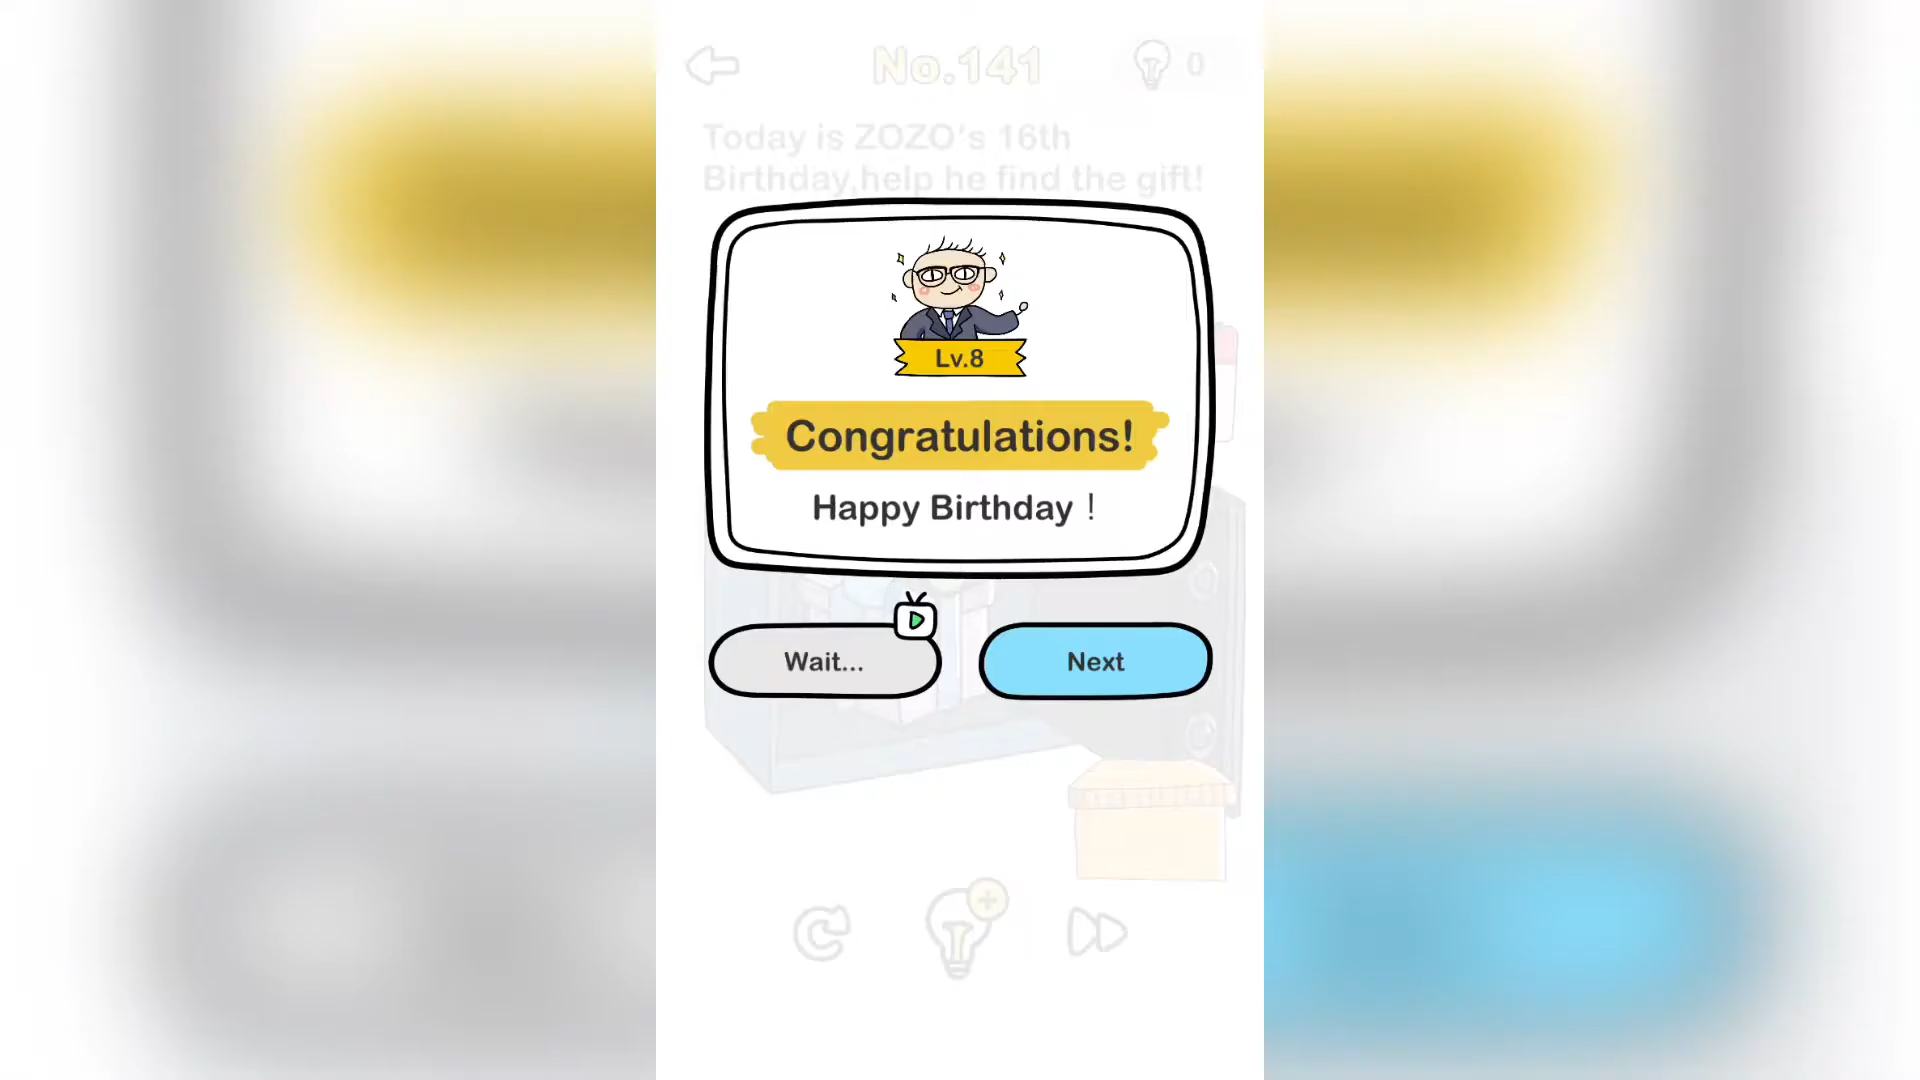 No.141
0
Today is ZOZO's 16th
Birthday,help he find the gift!
Lv.8
Congratulations!
Happy Birthday !
Wait...
Next